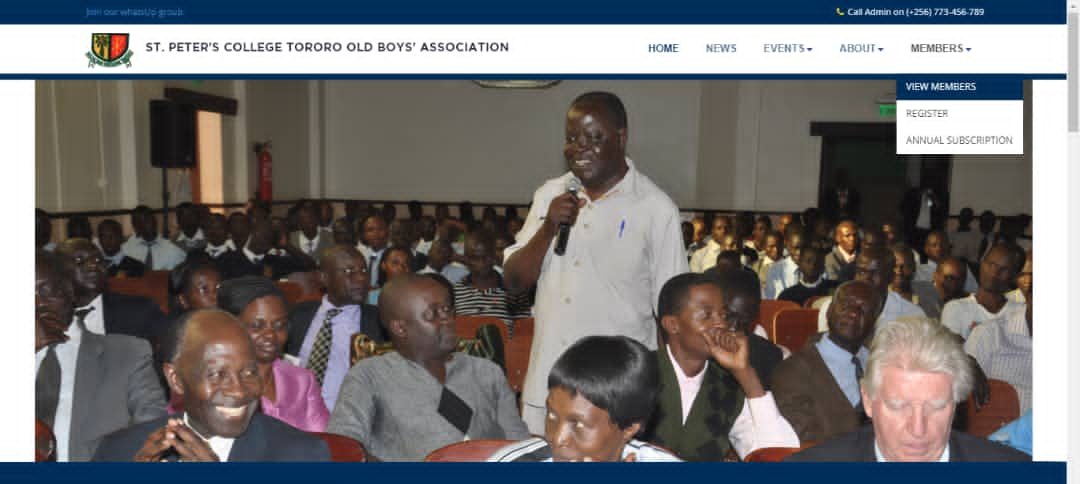 Join our whatsUp group
Call Admin on (+256) 773-456-789
ST. PETER'S COLLEGE TORORO OLD BOYS' ASSOCIATION
HOME NEWS EVENTS ABOUT MEMBERS
VIEW MEMBERS
REGISTER
ANNUAL SUBSCRIPTION